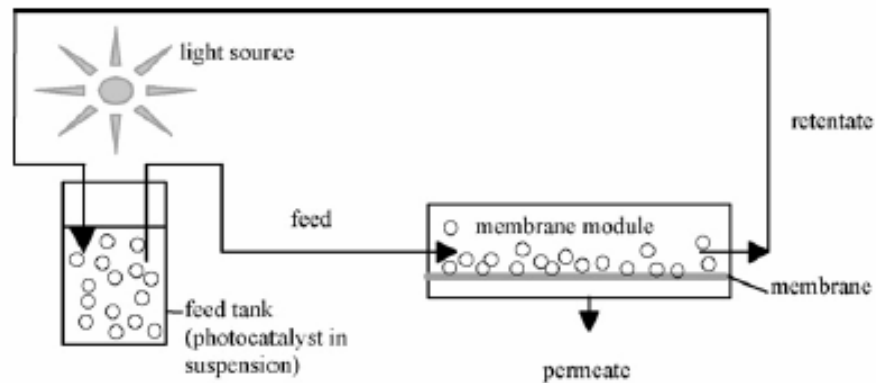 light source
retentate
feed
membrane module
membrane
feed tank
(photocatalyst in
suspension)
permeate